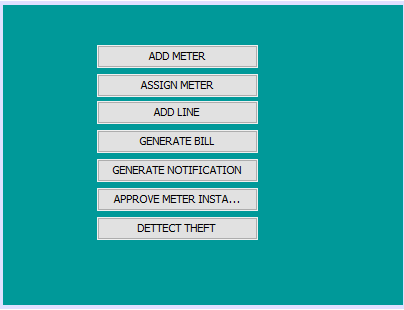 ADD METER
ASSIGN METER
ADD LINE
GENERATE BILL
GENERATE NOTIFICATION
APPROVE METER INSTA...
DETTECT THEFT